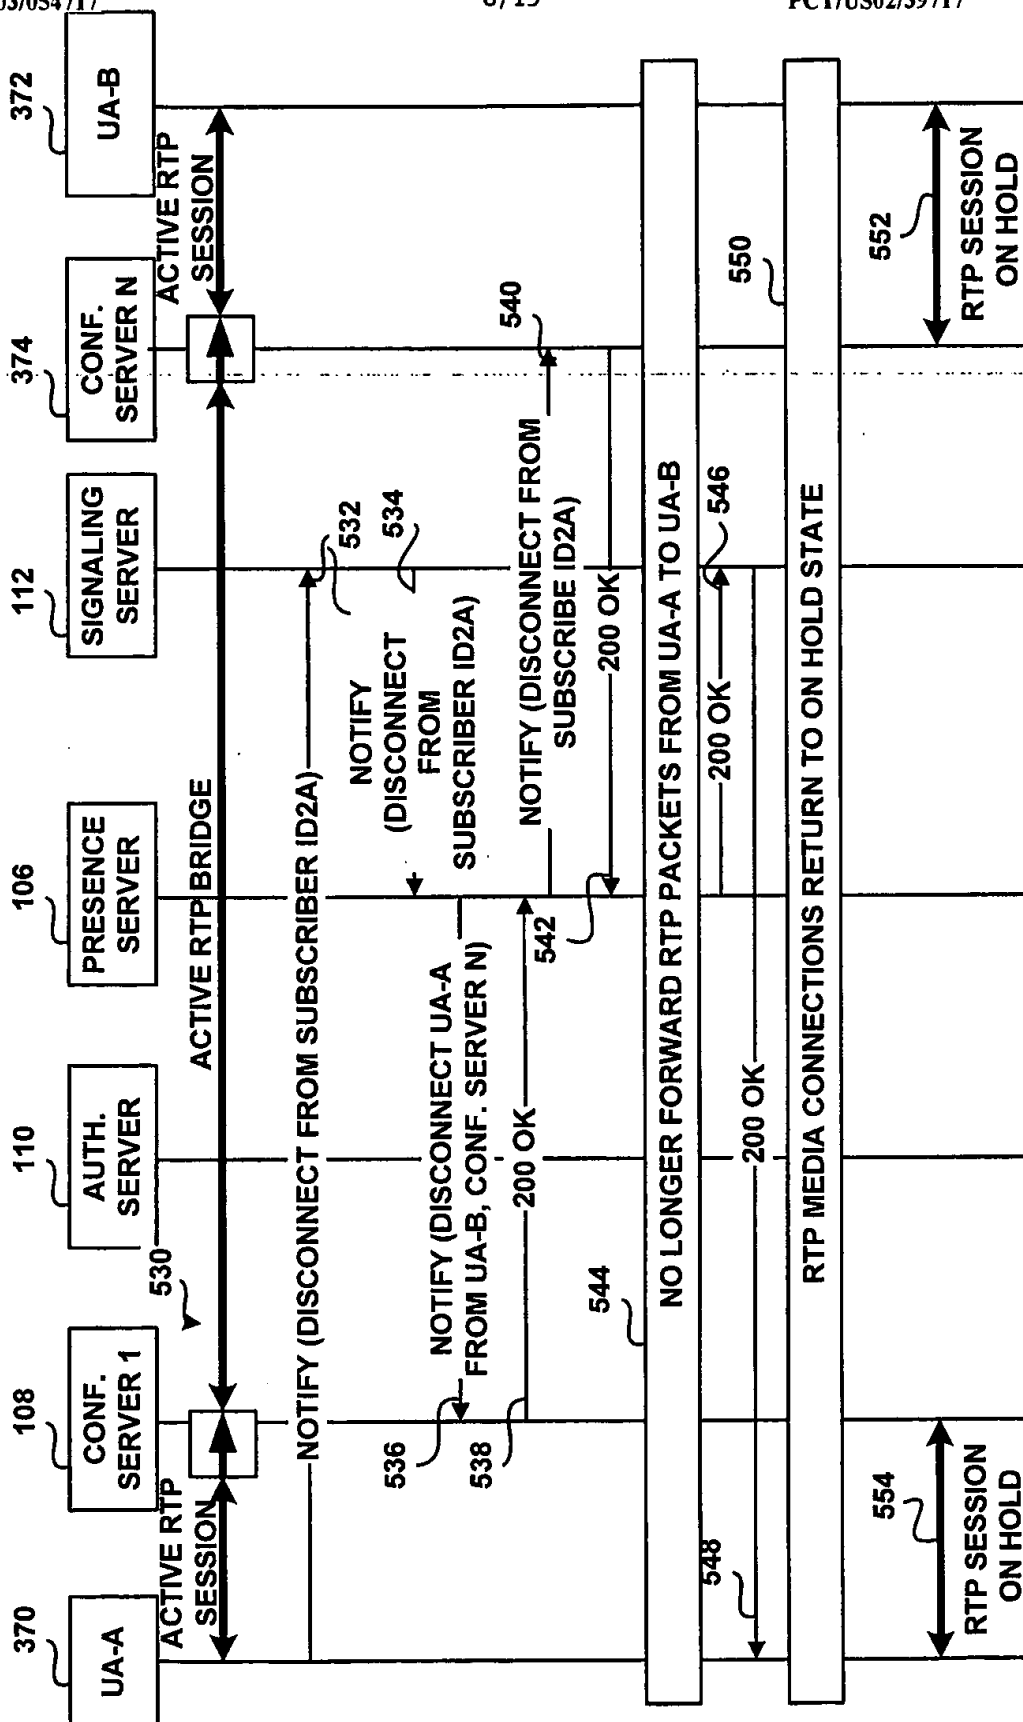 03/054717
6/15
PCT/US02/39717
370
UA-A
108
CONF.
SERVER 1
110
AUTH.
SERVER
106
PRESENCE
SERVER
112
SIGNALING
SERVER
374
CONF.
SERVER N
372
UA-B
530
ACTIVE RTP
SESSION
ACTIVE RTP BRIDGE
ACTIVE RTP
SESSION
NOTIFY (DISCONNECT FROM SUBSCRIBER ID2A)
532
NOTIFY
(DISCONNECT
FROM
SUBSCRIBER ID2A)
534
536
NOTIFY (DISCONNECT UA-A
FROM UA-B, CONF. SERVER N)
538
200 OK
NOTIFY (DISCONNECT FROM
SUBSCRIBE ID2A)
540
542
200 OK
544
NO LONGER FORWARD RTP PACKETS FROM UA-A TO UA-B
200 OK
546
548
200 OK
550
RTP MEDIA CONNECTIONS RETURN TO ON HOLD STATE
554
RTP SESSION
ON HOLD
552
RTP SESSION
ON HOLD